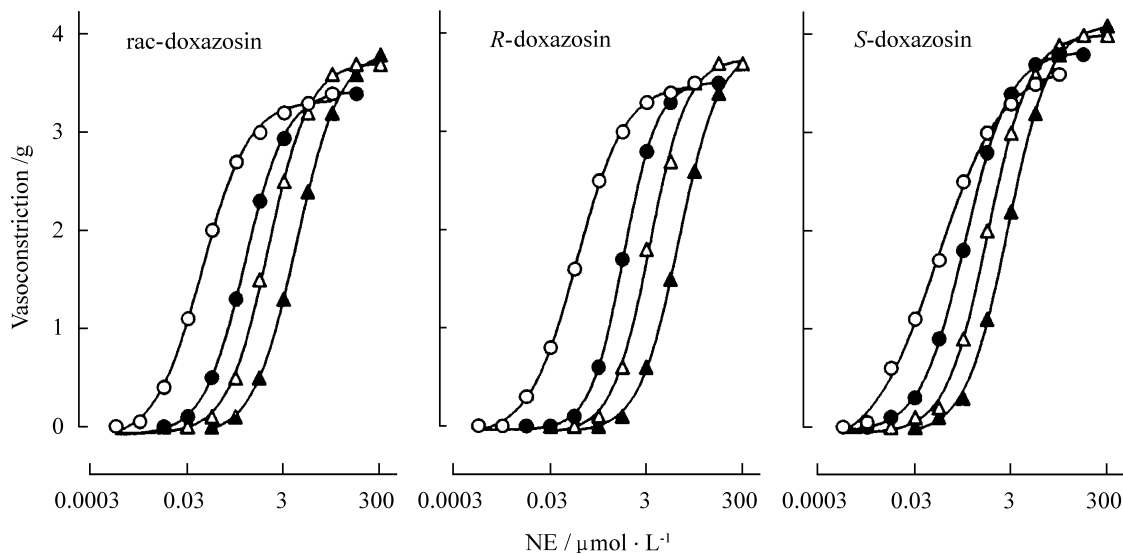 rac-doxazosin
R-doxazosin
S-doxazosin
Vasoconstriction /g
4
3
2
1
0
0.0003 0.03 3 300
0.0003 0.03 3 300
0.0003 0.03 3 300
NE / μmol · L⁻¹